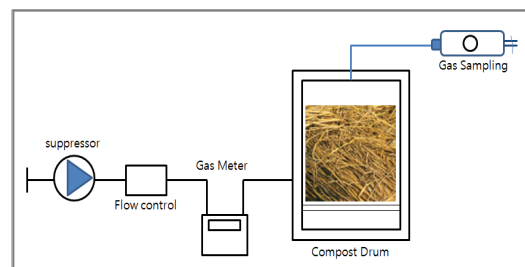 Gas Sampling
suppressor
Gas Meter
Flow control
Compost Drum